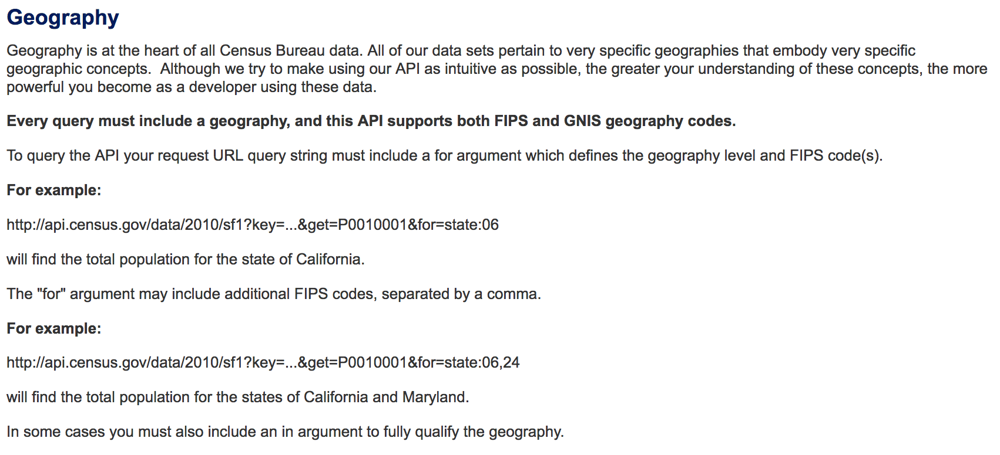 Geography
Geography is at the heart of all Census Bureau data. All of our data sets pertain to very specific geographies that embody very specific
geographic concepts.  Although we try to make using our API as intuitive as possible, the greater your understanding of these concepts, the more
powerful you become as a developer using these data.
Every query must include a geography, and this API supports both FIPS and GNIS geography codes.
To query the API your request URL query string must include a for argument which defines the geography level and FIPS code(s).
For example:
http://api.census.gov/data/2010/sf1?key=...&get=P0010001&for=state:06
will find the total population for the state of California.
The "for" argument may include additional FIPS codes, separated by a comma.
For example:
http://api.census.gov/data/2010/sf1?key=...&get=P0010001&for=state:06,24
will find the total population for the states of California and Maryland.
In some cases you must also include an in argument to fully qualify the geography.